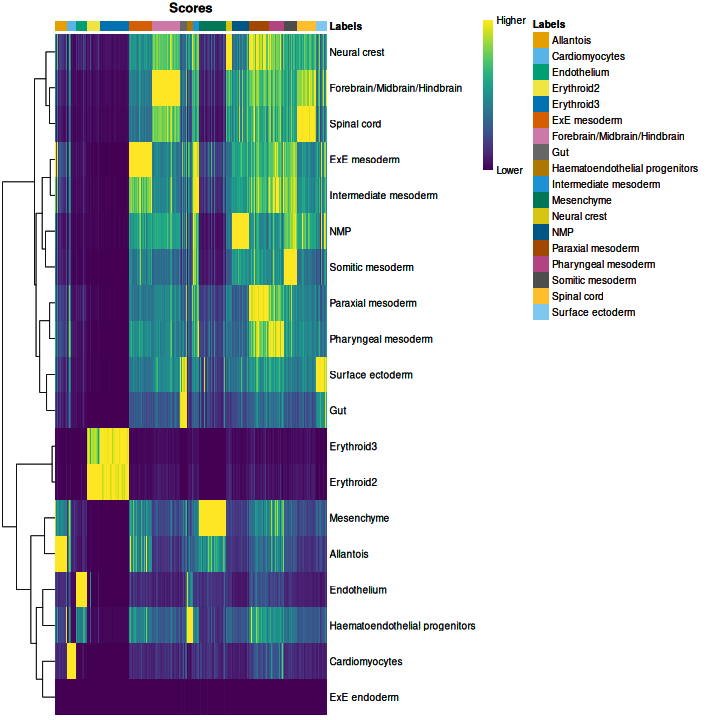 Scores
Labels
Neural crest
Forebrain/Midbrain/Hindbrain
Spinal cord
ExE mesoderm
Intermediate mesoderm
NMP
Somitic mesoderm
Paraxial mesoderm
Pharyngeal mesoderm
Surface ectoderm
Gut
Erythroid3
Erythroid2
Mesenchyme
Allantois
Endothelium
Haematoendothelial progenitors
Cardiomyocytes
ExE endoderm
Higher
Lower
Labels
Allantois
Cardiomyocytes
Endothelium
Erythroid2
Erythroid3
ExE mesoderm
Forebrain/Midbrain/Hindbrain
Gut
Haematoendothelial progenitors
Intermediate mesoderm
Mesenchyme
Neural crest
NMP
Paraxial mesoderm
Pharyngeal mesoderm
Somitic mesoderm
Spinal cord
Surface ectoderm